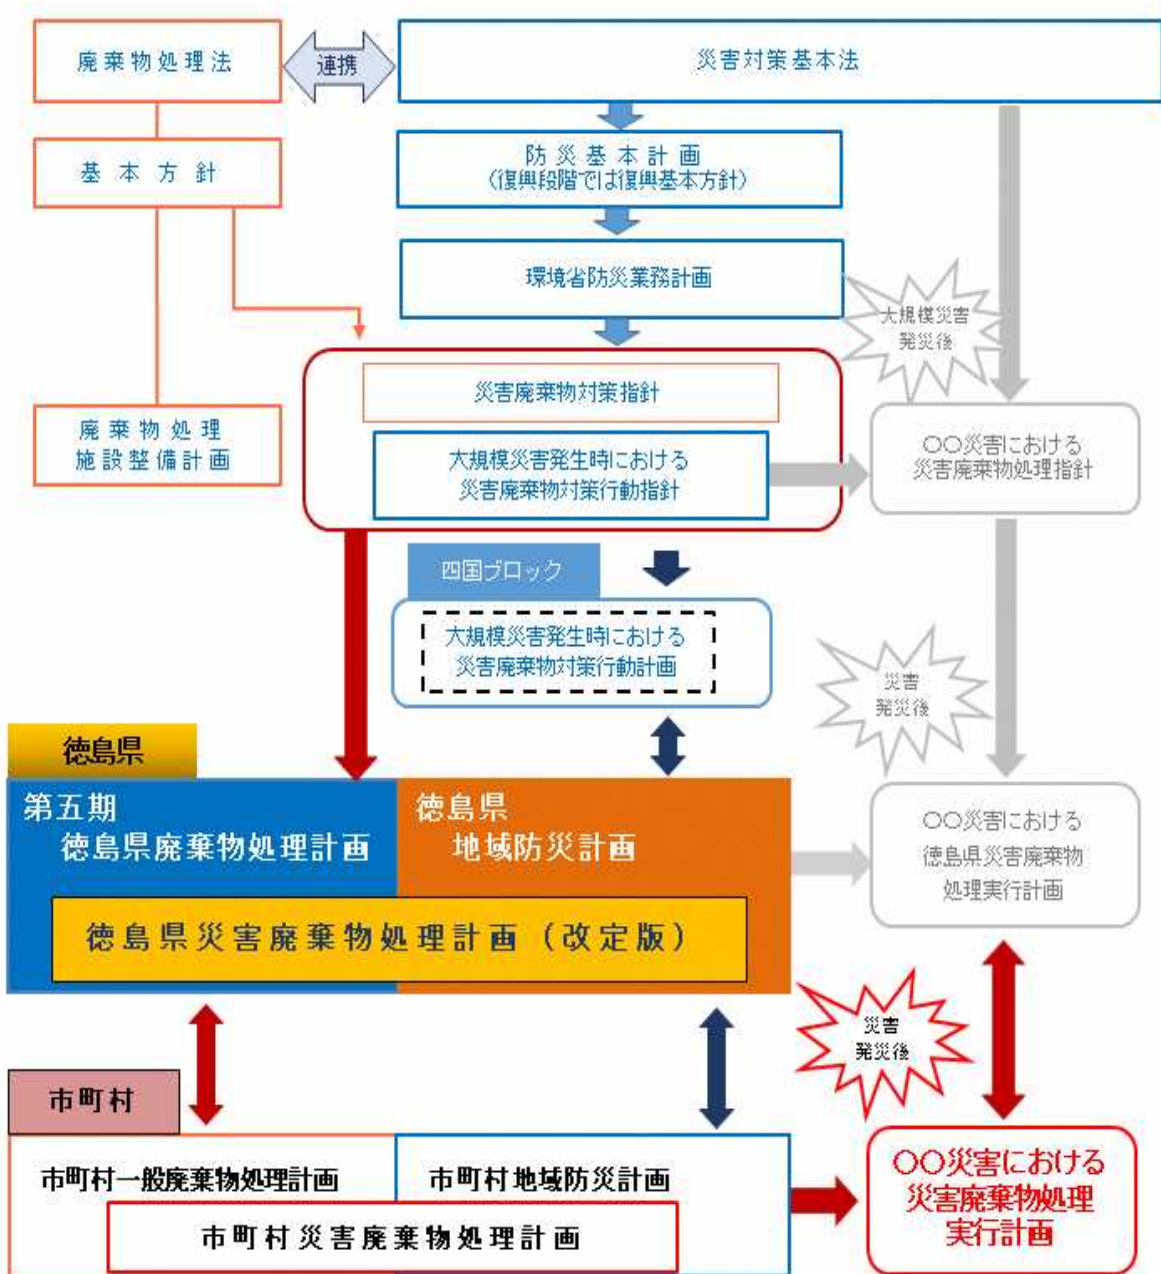 廃棄物処理法
連携
災害対策基本法
基本方針
防災基本計画
(復興段階では復興基本方針)
環境省防災業務計画
大規模災害
発災後
災害廃棄物対策指針
廃棄物処理
施設整備計画
大規模災害発生時における
災害廃棄物対策行動指針
〇〇災害における
災害廃棄物処理指針
四国ブロック
大規模災害発生時における
災害廃棄物対策行動計画
災害
発災後
徳島県
第五期
徳島県廃棄物処理計画
徳島県
地域防災計画
〇〇災害における
徳島県災害廃棄物
処理実行計画
徳島県災害廃棄物処理計画（改定版）
災害
発災後
市町村
市町村一般廃棄物処理計画
市町村地域防災計画
市町村災害廃棄物処理計画
〇〇災害における
災害廃棄物処理
実行計画